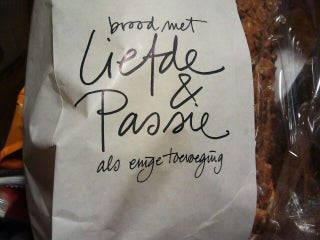 brood met
Liefde
&
Passie
als enige toevoeging